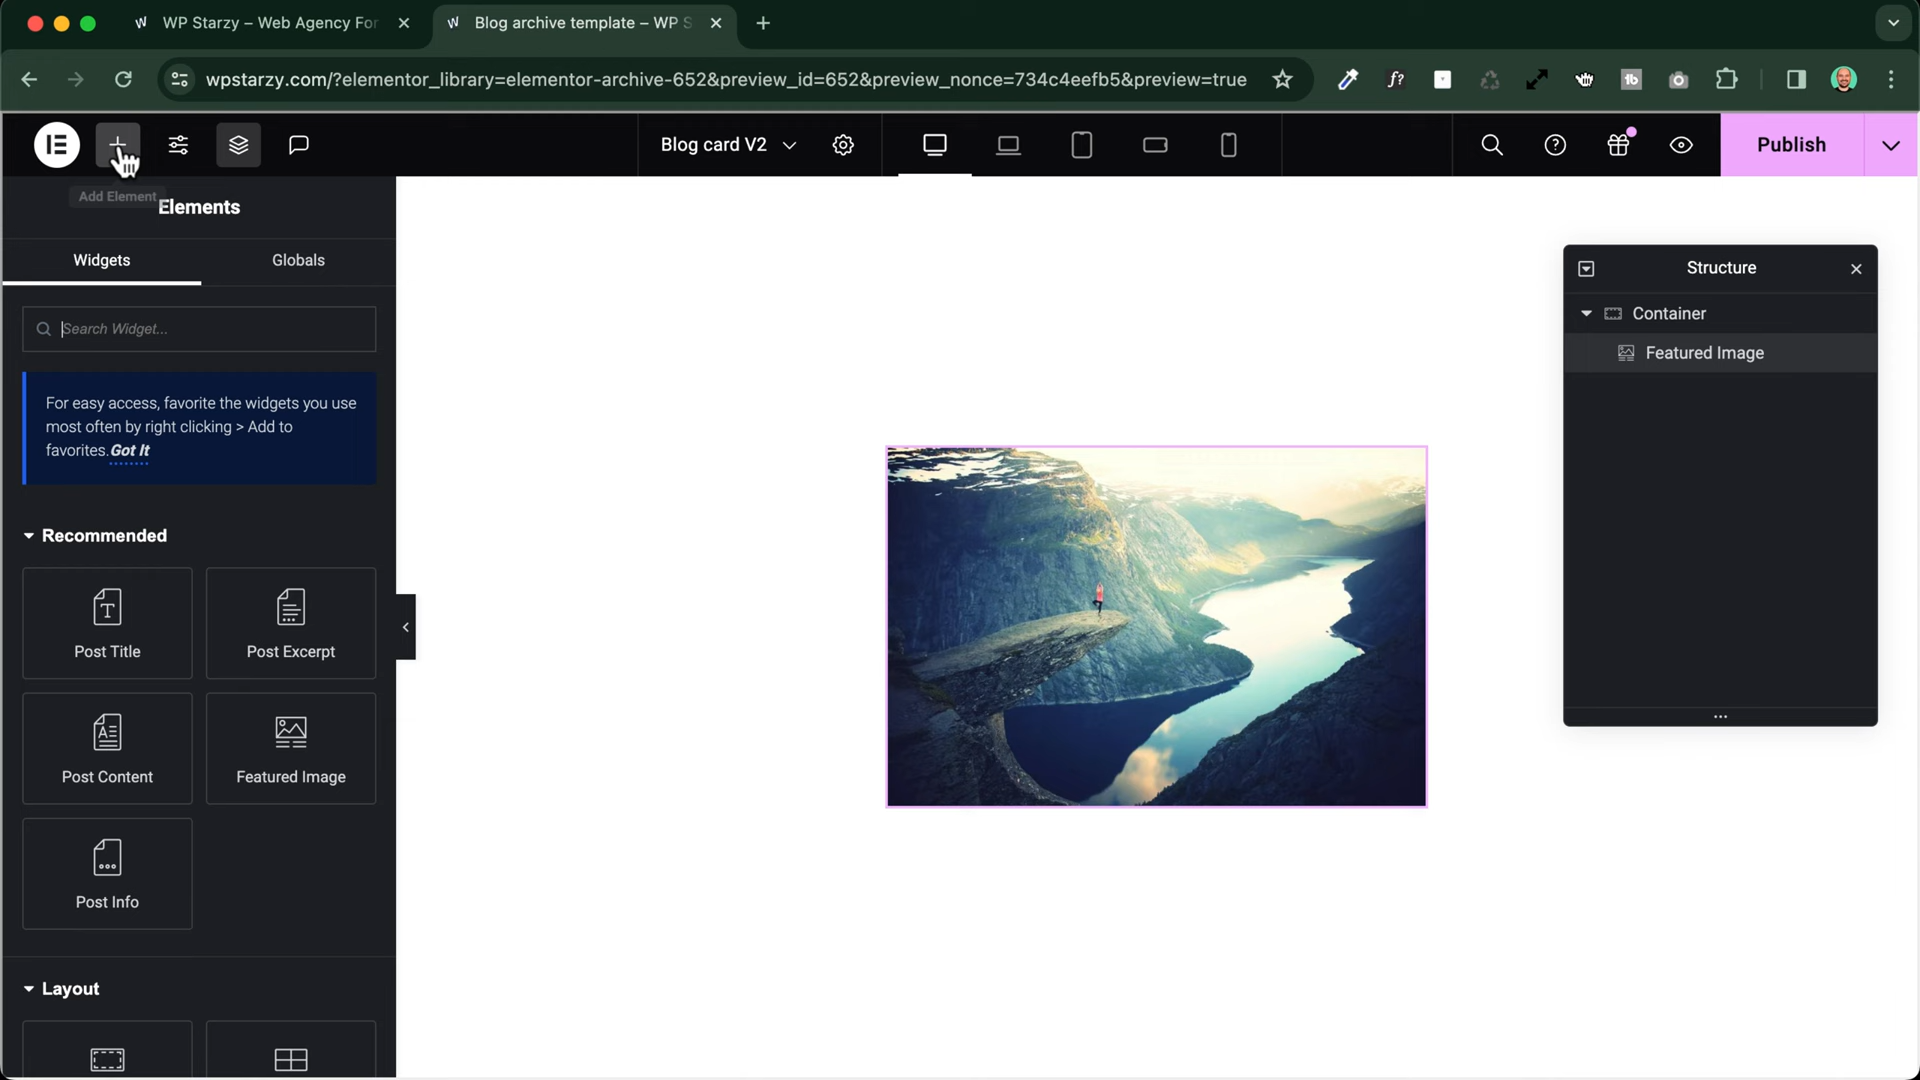 WP Starzy – Web Agency For
Blog archive template – WP S
wpstarzy.com/?elementor_library=elementor-archive-652&preview_id=652&preview_nonce=734c4eefb5&preview=true
f?
tb
Blog card V2
Publish
Add Element
Elements
Widgets
Globals
Search Widget...
For easy access, favorite the widgets you use
most often by right clicking > Add to
favorites. Got It
Recommended
Post Title
Post Excerpt
Post Content
Featured Image
Post Info
Layout
Structure
Container
Featured Image